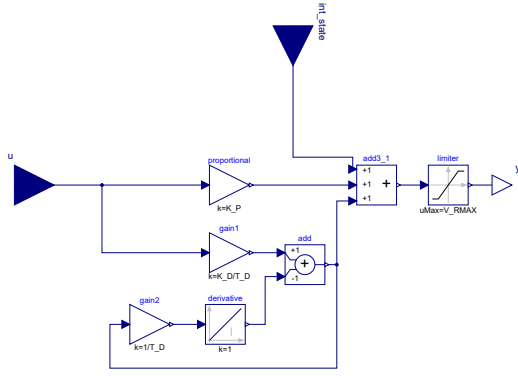 int_state
u
proportional
k=K_P
add3_1
+1
+1
+
+1
limiter
uMax=V_RMAX
y
gain1
k=K_D/T_D
add
+1
+
-1
gain2
k=1/T_D
derivative
I
k=1